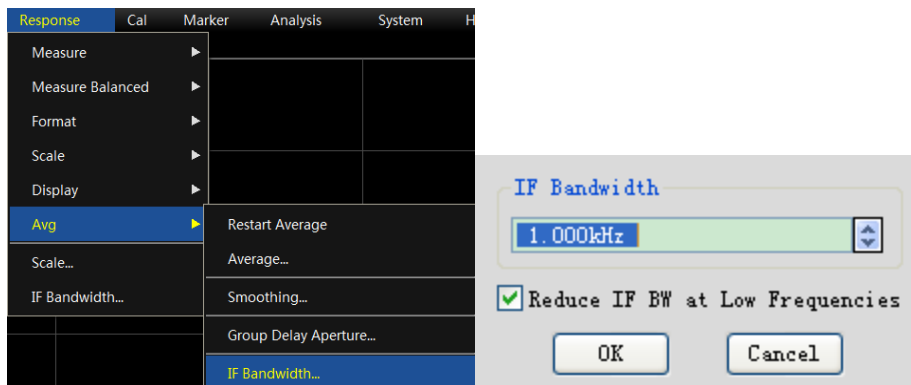 Response Cal Marker Analysis System H
Measure
Measure Balanced
Format
Scale
Display
Avg
Scale...
IF Bandwidth...
Restart Average
Average...
Smoothing...
Group Delay Aperture...
IF Bandwidth...
IF Bandwidth
1.000kHz
Reduce IF BW at Low Frequencies
OK Cancel